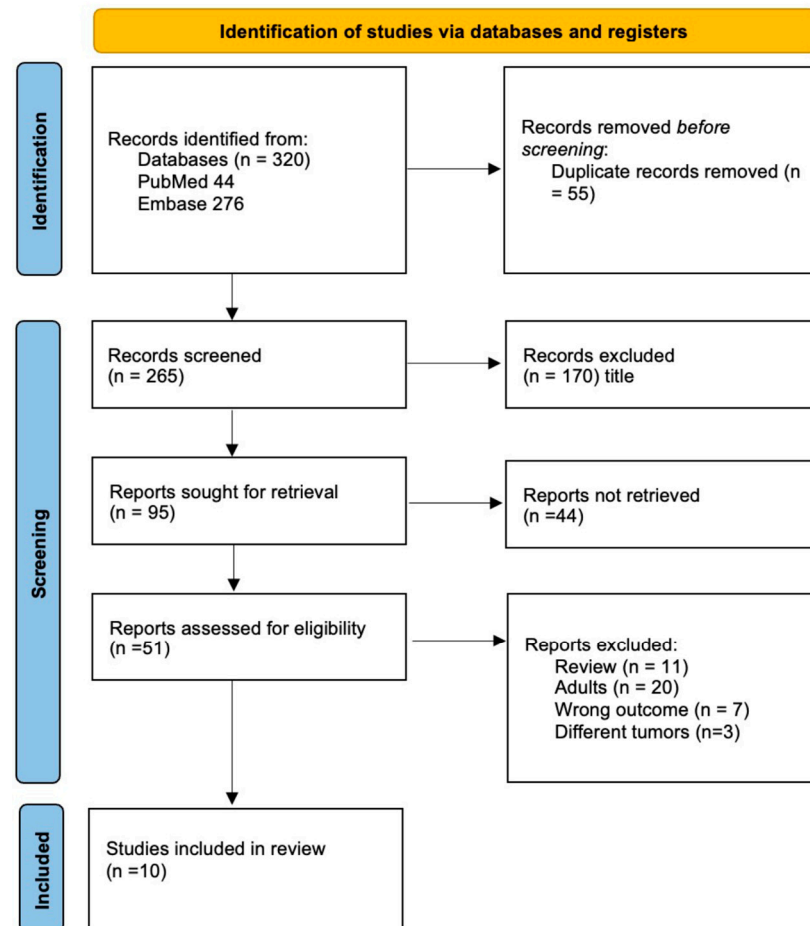 Identification of studies via databases and registers
Identification
Records identified from:
Databases (n = 320)
PubMed 44
Embase 276
Records removed before
screening:
Duplicate records removed (n
= 55)
Screening
Records screened
(n = 265)
Records excluded
(n = 170) title
Reports sought for retrieval
(n = 95)
Reports not retrieved
(n =44)
Reports assessed for eligibility
(n =51)
Reports excluded:
Review (n = 11)
Adults (n = 20)
Wrong outcome (n = 7)
Different tumors (n=3)
Included
Studies included in review
(n =10)